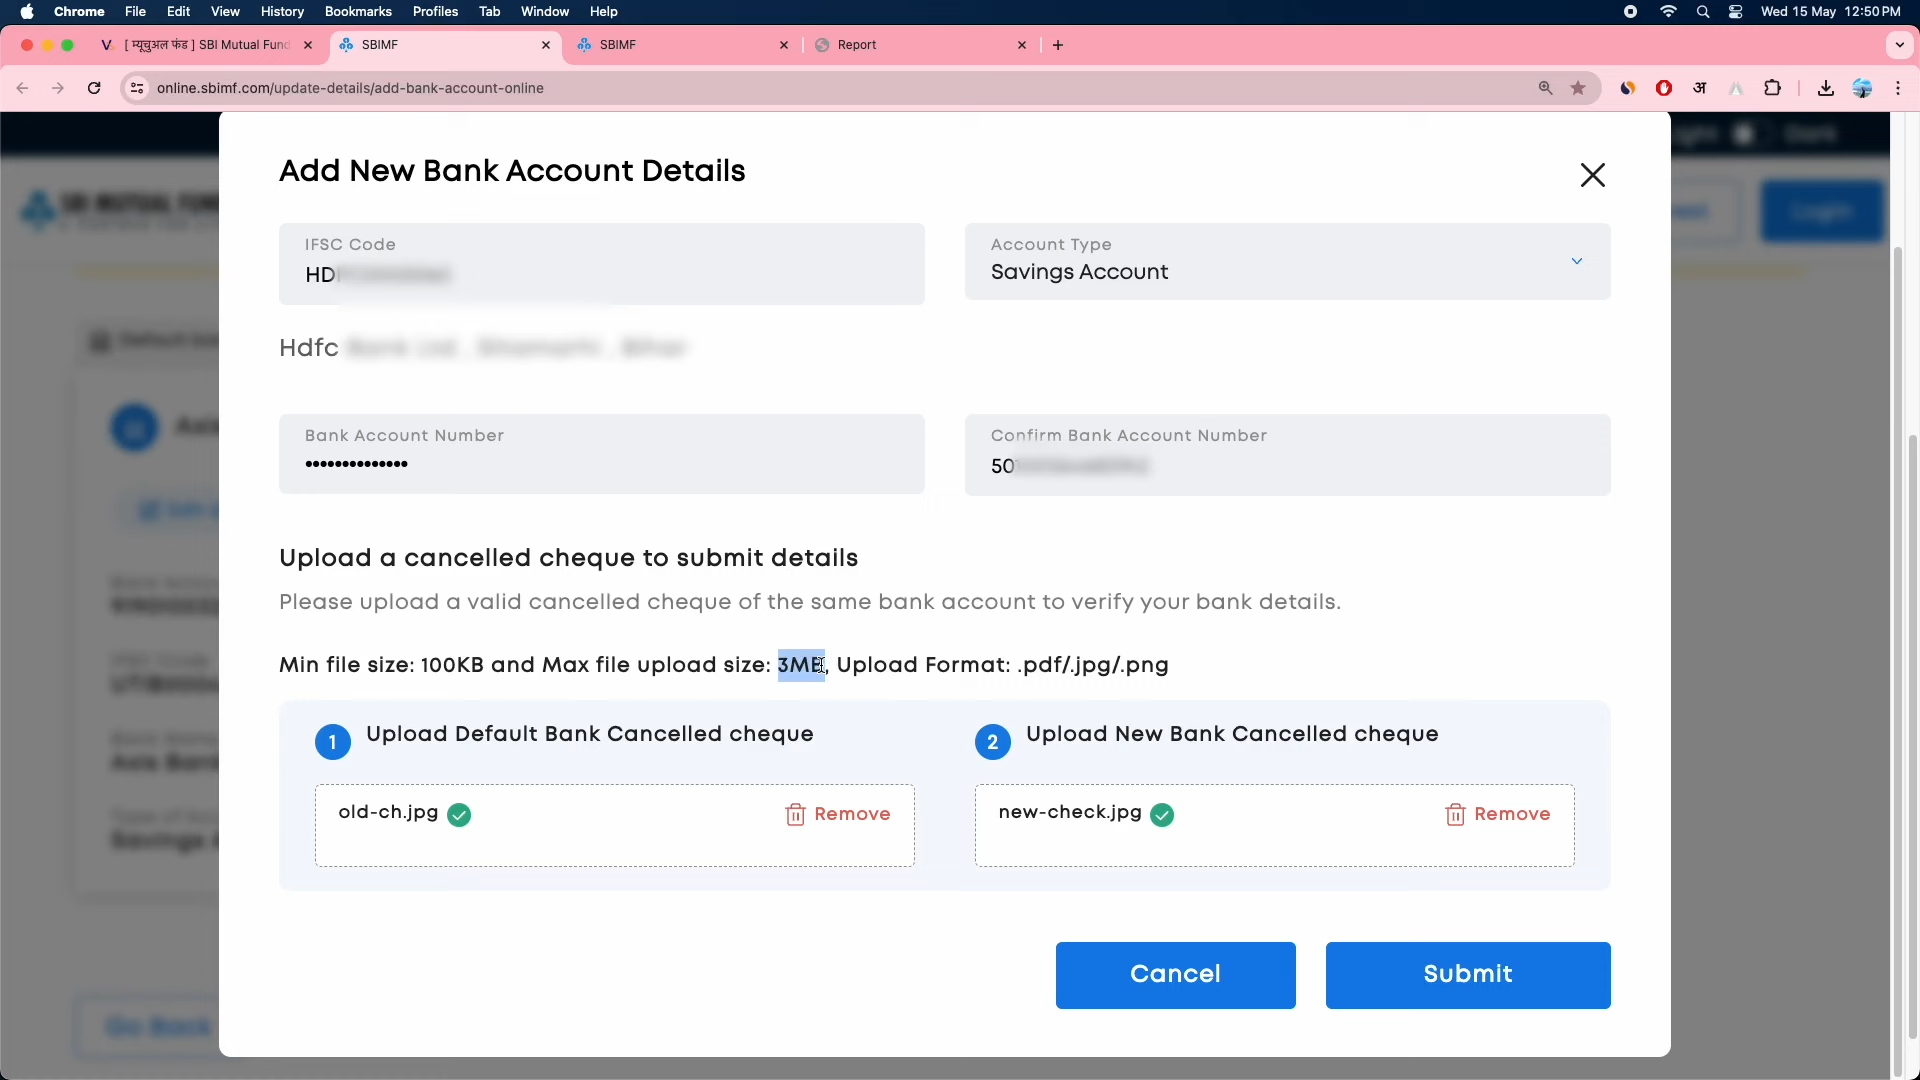 Chrome File Edit View History Bookmarks Profiles Tab Window Help Wed 15 May 12:50 PM
[ म्यूचुअल फंड ] SBI Mutual Fund SBIMF SBIMF Report
online.sbimf.com/update-details/add-bank-account-online अ
Add New Bank Account Details
IFSC Code
HD
Account Type
Savings Account
Hdfc
Bank Account Number
••••••••••••••
Confirm Bank Account Number
50
Upload a cancelled cheque to submit details
Please upload a valid cancelled cheque of the same bank account to verify your bank details.
Min file size: 100KB and Max file upload size: 3MB, Upload Format: .pdf/.jpg/.png
1 Upload Default Bank Cancelled cheque
old-ch.jpg Remove
2 Upload New Bank Cancelled cheque
new-check.jpg Remove
Cancel Submit
Go Back